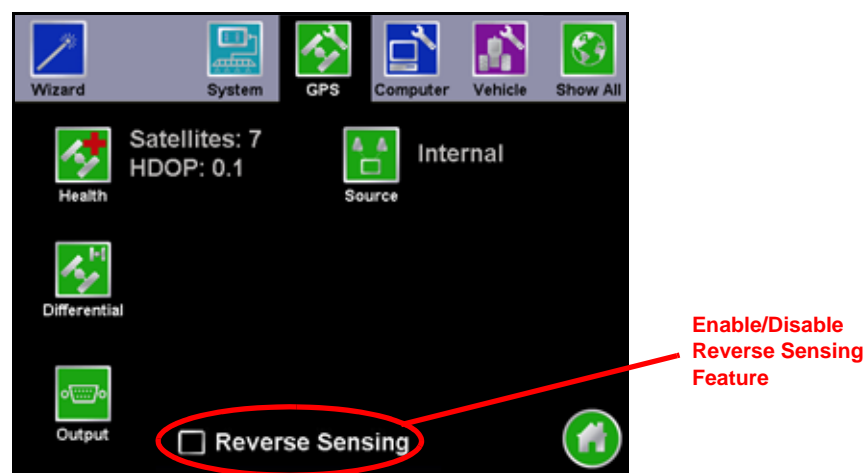 Wizard
System
GPS
Computer
Vehicle
Show All
Satellites: 7
HDOP: 0.1
Health
Internal
Source
Differential
Enable/Disable
Reverse Sensing
Feature
Output
Reverse Sensing